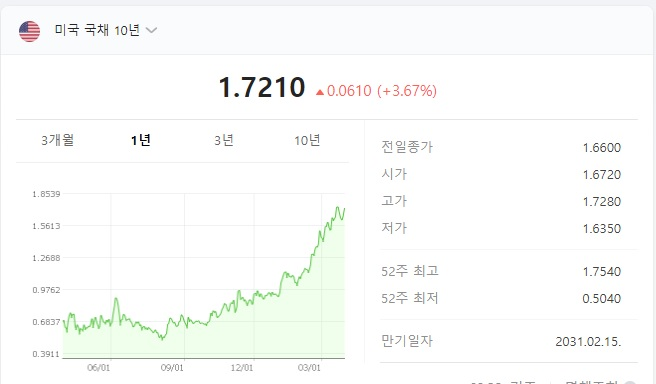 미국 국채 10년
1.7210 ▲0.0610 (+3.67%)
3개월 1년 3년 10년
1.8539
1.5613
1.2688
0.9762
0.6837
0.3911
06/01 09/01 12/01 03/01
전일종가 1.6600
시가 1.6720
고가 1.7280
저가 1.6350
52주 최고 1.7540
52주 최저 0.5040
만기일자 2031.02.15.